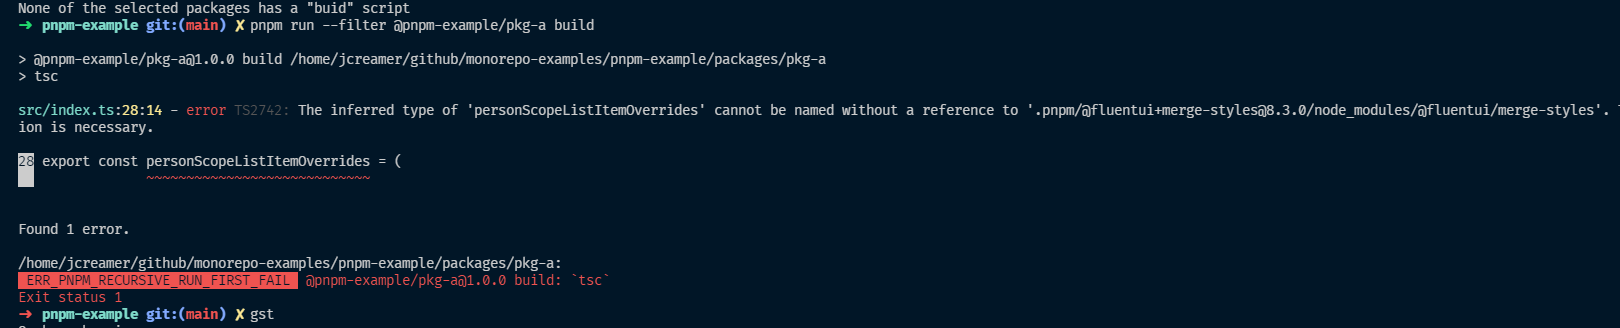 None of the selected packages has a "buid" script
➜ pnpm-example git:(main) ✗ pnpm run --filter @pnpm-example/pkg-a build
> @pnpm-example/pkg-a@1.0.0 build /home/jcreamer/github/monorepo-examples/pnpm-example/packages/pkg-a
> tsc
src/index.ts:28:14 - error TS2742: The inferred type of 'personScopeListItemOverrides' cannot be named without a reference to '.pnpm/@fluentui+merge-styles@8.3.0/node_modules/@fluentui/merge-styles'.
ion is necessary.
28 export const personScopeListItemOverrides = (
~~~~~~~~~~~~~~~~~~~~~~~~~~~~
Found 1 error.
/home/jcreamer/github/monorepo-examples/pnpm-example/packages/pkg-a:
ERR_PNPM_RECURSIVE_RUN_FIRST_FAIL @pnpm-example/pkg-a@1.0.0 build: `tsc`
Exit status 1
➜ pnpm-example git:(main) ✗ gst